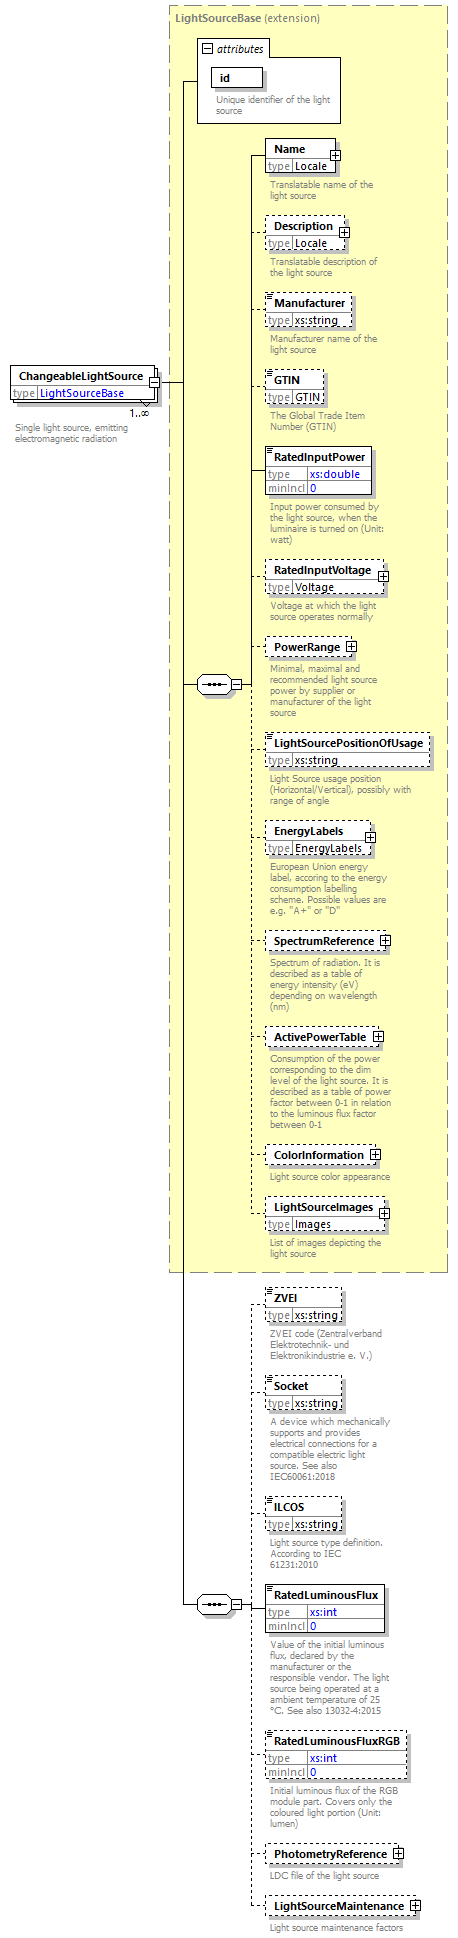 LightSourceBase (extension)
attributes
id
Unique identifier of the light
source
Name
type Locale
Translatable name of the
light source
Description
type Locale
Translatable description of
the light source
Manufacturer
type xs:string
Manufacturer name of the
light source
ChangeableLightSource
type LightSourceBase
1..∞
Single light source, emitting
electromagnetic radiation
GTIN
type GTIN
The Global Trade Item
Number (GTIN)
RatedInputPower
type xs:double
minIncl 0
Input power consumed by
the light source, when the
luminaire is turned on (Unit:
watt)
RatedInputVoltage
type Voltage
Voltage at which the light
source operates normally
PowerRange
Minimal, maximal and
recommended light source
power by supplier or
manufacturer of the light
source
LightSourcePositionOfUsage
type xs:string
Light Source usage position
(Horizontal/Vertical), possibly with
range of angle
EnergyLabels
type EnergyLabels
European Union energy
label, accoring to the energy
consumption labelling
scheme. Possible values are
e.g. "A+" or "D"
SpectrumReference
Spectrum of radiation. It is
described as a table of
energy intensity (eV)
depending on wavelength
(nm)
ActivePowerTable
Consumption of the power
corresponding to the dim
level of the light source. It is
described as a table of power
factor between 0-1 in relation
to the luminous flux factor
between 0-1
ColorInformation
Light source color appearance
LightSourceImages
type Images
List of images depicting the
light source
ZVEI
type xs:string
ZVEI code (Zentralverband
Elektrotechnik- und
Elektronikindustrie e. V.)
Socket
type xs:string
A device which mechanically
supports and provides
electrical connections for a
compatible electric light
source. See also
IEC60061:2018
ILCOS
type xs:string
Light source type definition.
According to IEC
61231:2010
RatedLuminousFlux
type xs:int
minIncl 0
Value of the initial luminous
flux, declared by the
manufacturer or the
responsible vendor. The light
source being operated at a
ambient temperature of 25
°C. See also 13032-4:2015
RatedLuminousFluxRGB
type xs:int
minIncl 0
Initial luminous flux of the RGB
module part. Covers only the
coloured light portion (Unit:
lumen)
PhotometryReference
LDC file of the light source
LightSourceMaintenance
Light source maintenance factors